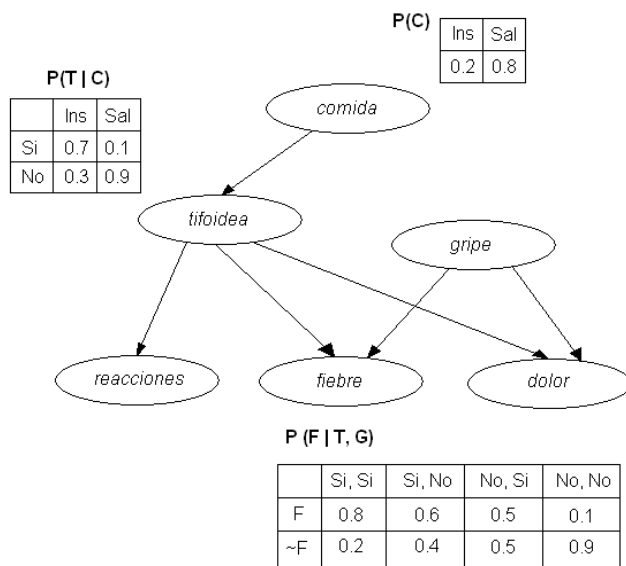 P(C)
Ins Sal
0.2 0.8
P(T | C)
Ins Sal
Si 0.7 0.1
No 0.3 0.9
comida
tifoidea
gripe
reacciones
fiebre
dolor
P (F | T, G)
Si, Si Si, No No, Si No, No
F 0.8 0.6 0.5 0.1
~F 0.2 0.4 0.5 0.9